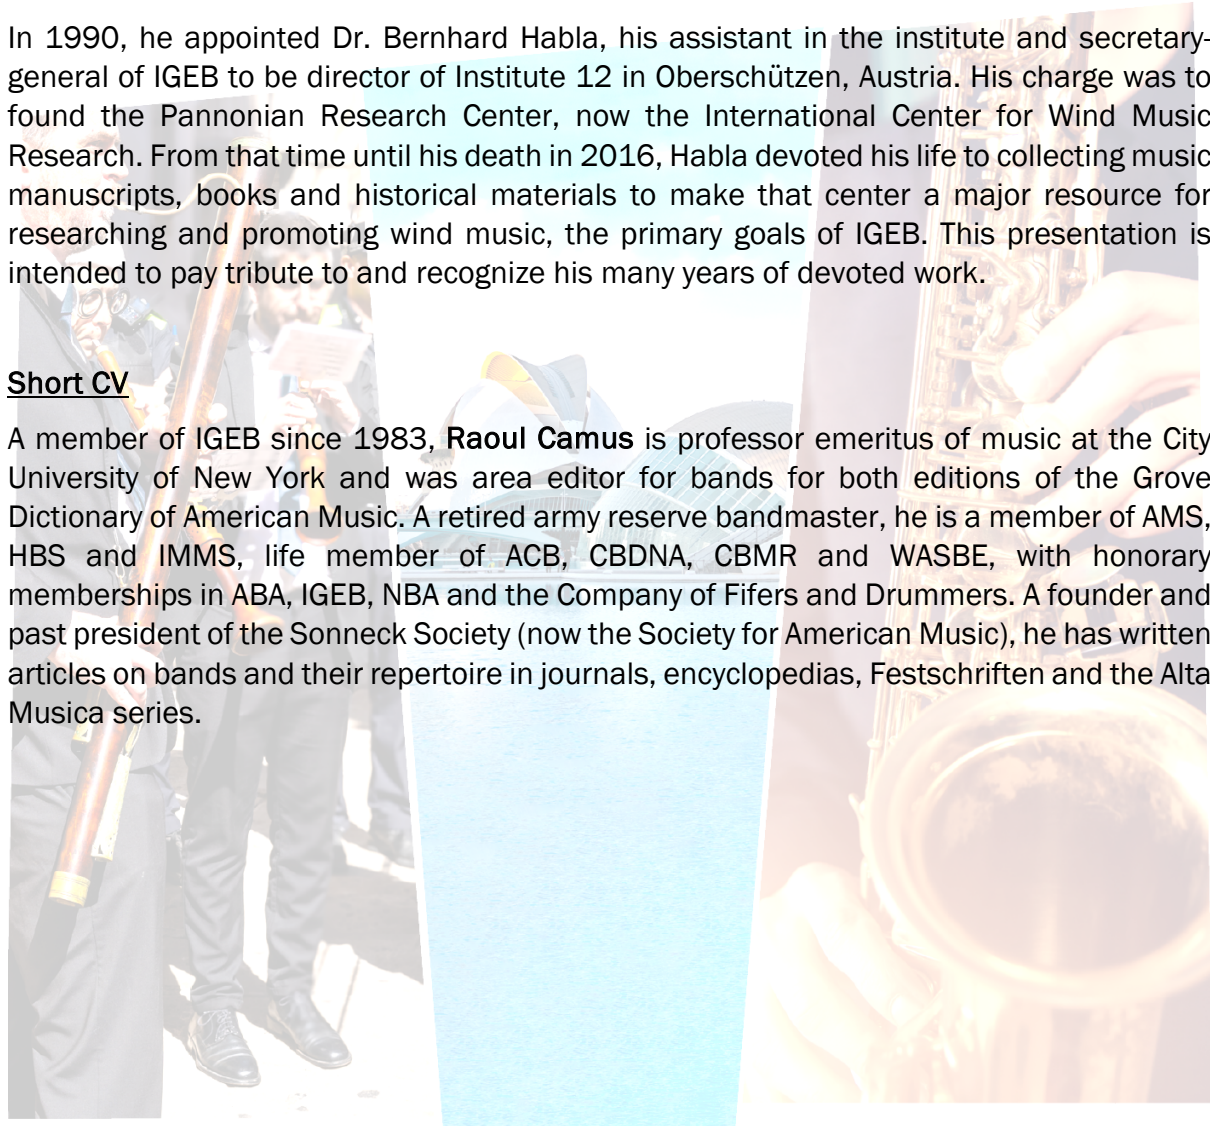 In 1990, he appointed Dr. Bernhard Habla, his assistant in the institute and secretary-
general of IGEB to be director of Institute 12 in Oberschützen, Austria. His charge was to
found the Pannonian Research Center, now the International Center for Wind Music
Research. From that time until his death in 2016, Habla devoted his life to collecting music
manuscripts, books and historical materials to make that center a major resource for
researching and promoting wind music, the primary goals of IGEB. This presentation is
intended to pay tribute to and recognize his many years of devoted work.
Short CV
A member of IGEB since 1983, Raoul Camus is professor emeritus of music at the City
University of New York and was area editor for bands for both editions of the Grove
Dictionary of American Music. A retired army reserve bandmaster, he is a member of AMS,
HBS and IMMS, life member of ACB, CBDNA, CBMR and WASBE, with honorary
memberships in ABA, IGEB, NBA and the Company of Fifers and Drummers. A founder and
past president of the Sonneck Society (now the Society for American Music), he has written
articles on bands and their repertoire in journals, encyclopedias, Festschriften and the Alta
Musica series.